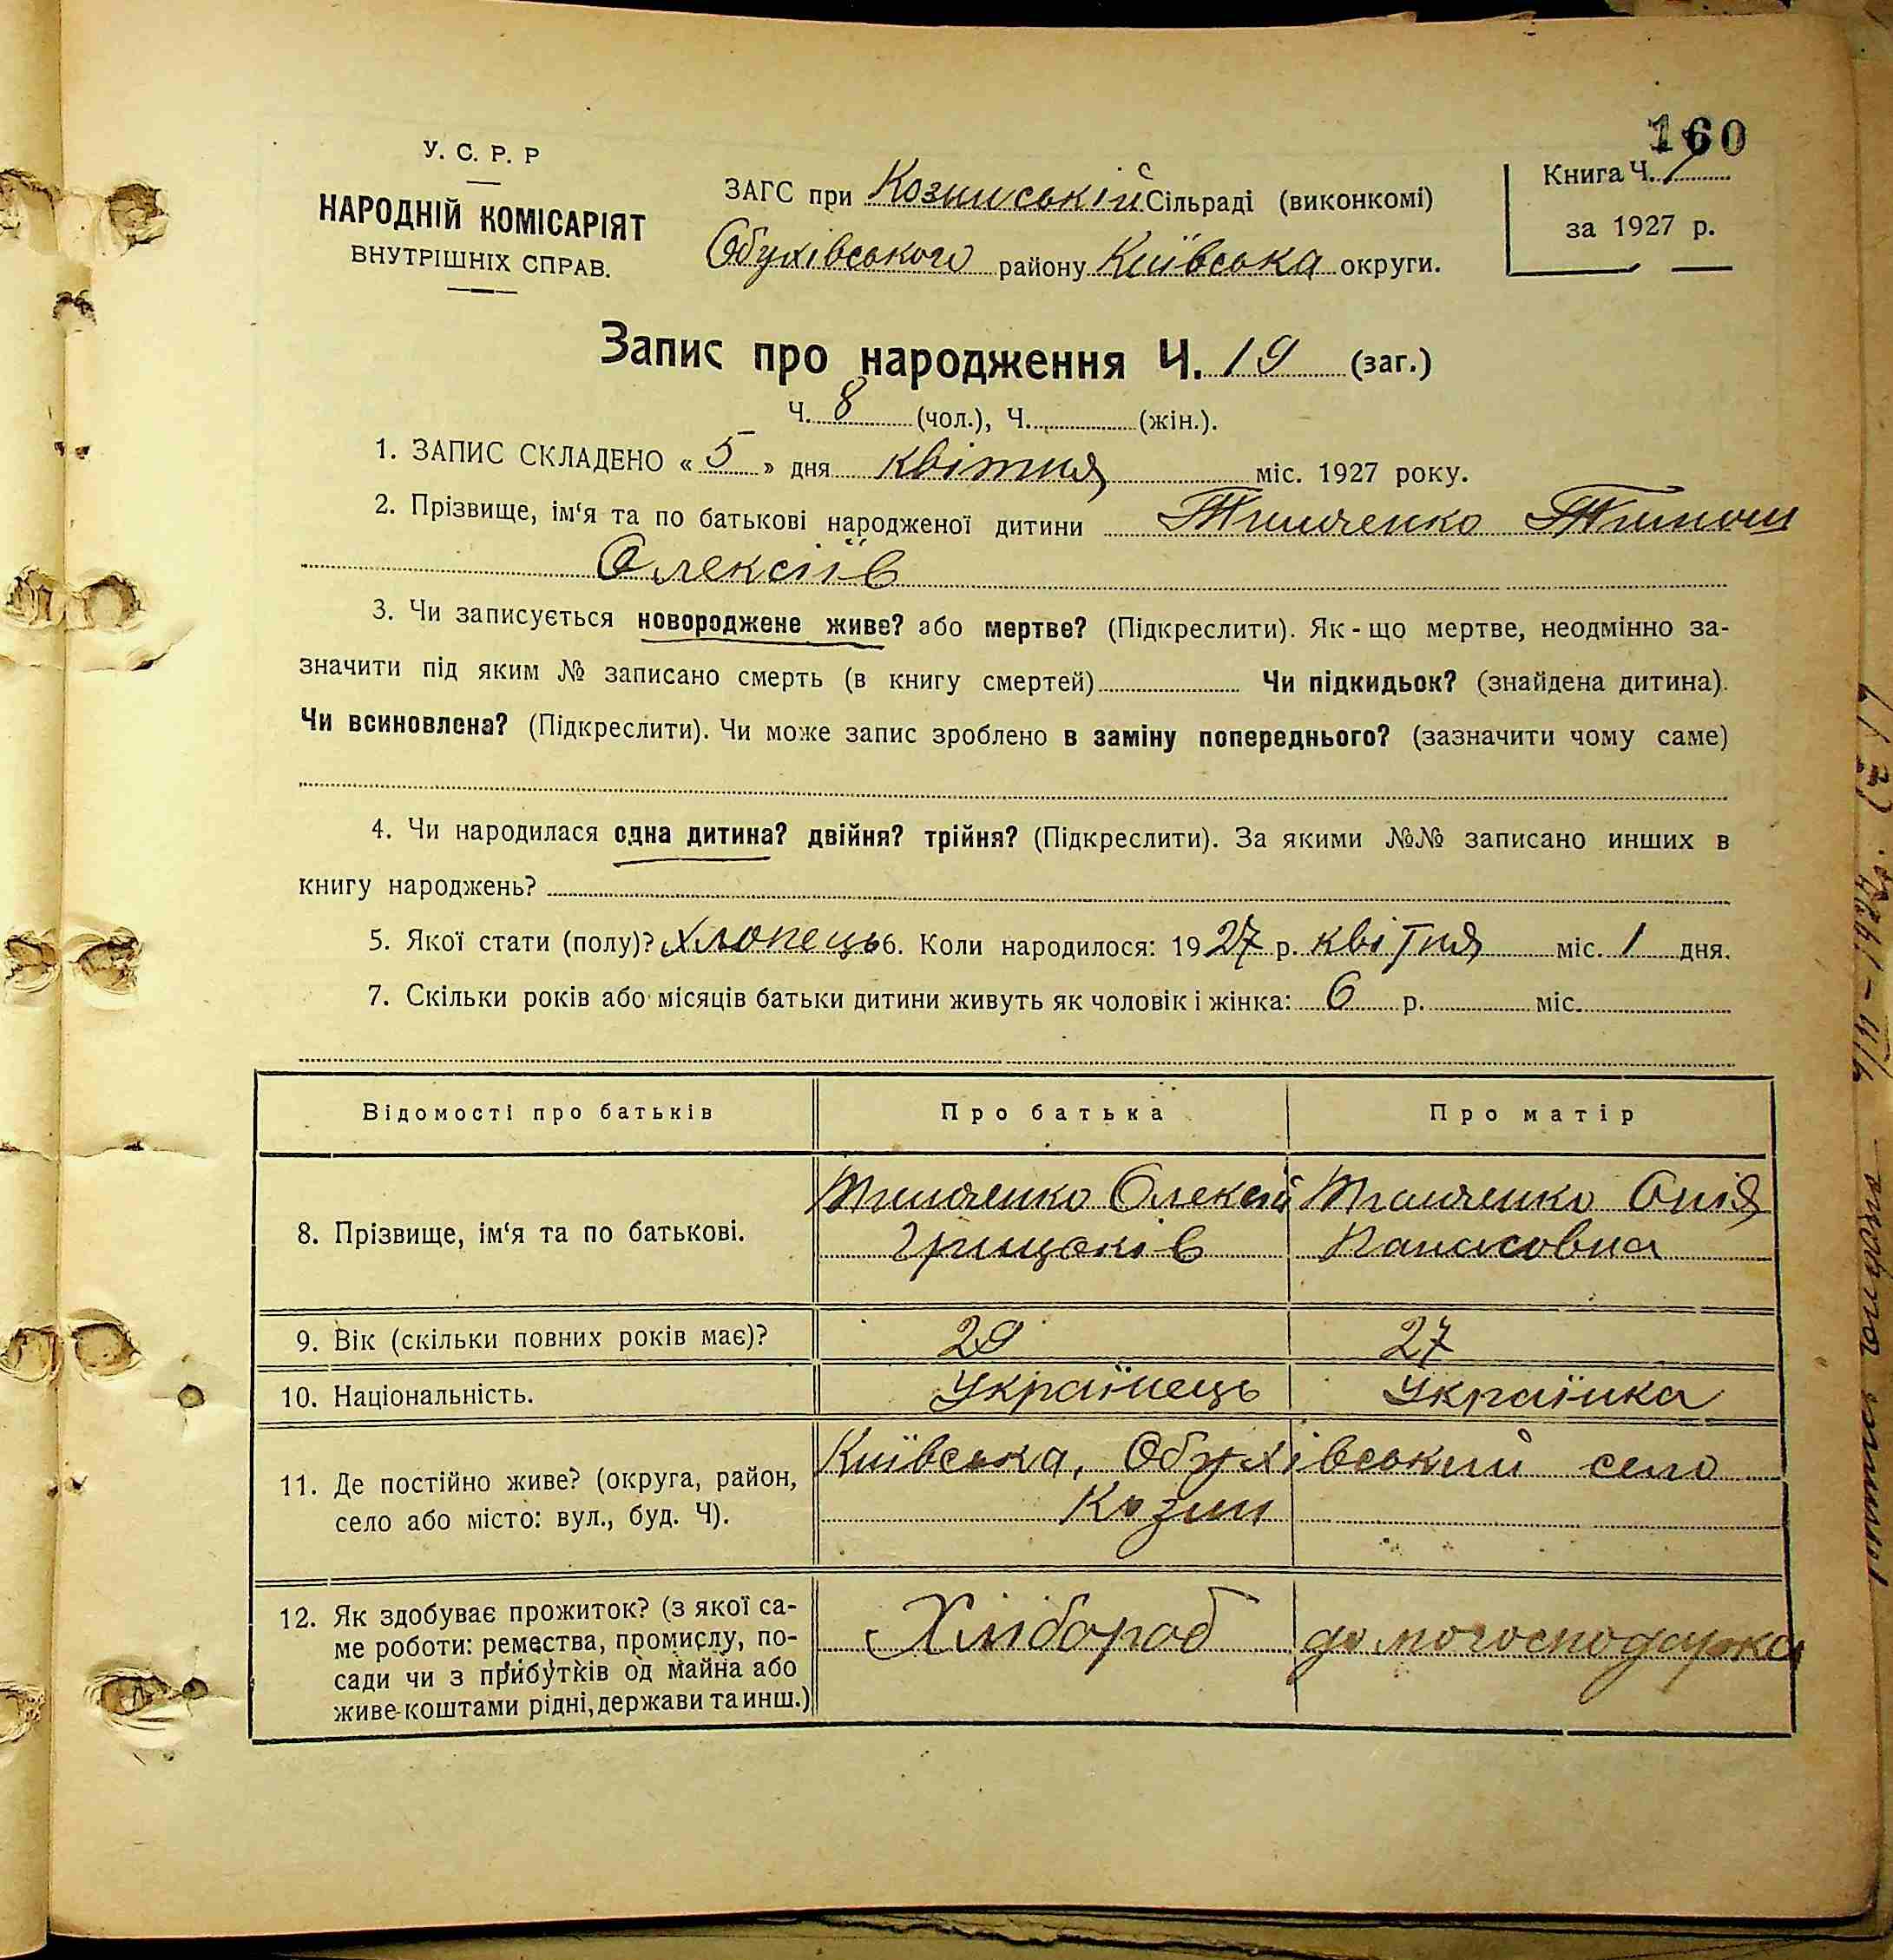 160
У. С. Р. Р
НАРОДНІЙ КОМІСАРІЯТ
ВНУТРІШНІХ СПРАВ.
ЗАГС при Козинській Сільраді (виконкомі)
Обухівського району Київська округи.
Книга Ч. 1
за 1927 р.
Запис про народження Ч. 19 (заг.)
Ч. 8 (чол.), Ч. (жін.).
1. ЗАПИС СКЛАДЕНО « 5 » дня квітня міс. 1927 року.
2. Прізвище, ім‘я та по батькові народженої дитини Тимченко
Олексіїв
3. Чи записується новороджене живе? або мертве? (Підкреслити). Як-що мертве, неодмінно за-
значити під яким № записано смерть (в книгу смертей) Чи підкидьок? (знайдена дитина).
Чи всиновлена? (Підкреслити). Чи може запис зроблено в заміну попереднього? (зазначити чому саме)
4. Чи народилася одна дитина? двійня? трійня? (Підкреслити). За якими №№ записано инших в
книгу народжень?
5. Якої стати (полу)? хлопець 6. Коли народилося: 1927 р. квітня міс. 1 дня.
7. Скільки років або місяців батьки дитини живуть як чоловік і жінка: 6 р. міс.
Відомості про батьків Про батька Про матір
8. Прізвище, ім‘я та по батькові.
Тимченко Олексій Тимченко
Грицьків Панасовна
9. Вік (скільки повних років має)? 29 27
10. Національність. Українець Українка
11. Де постійно живе? (округа, район,
село або місто: вул., буд. Ч).
Київська, Обухівський село
Козин
12. Як здобуває прожиток? (з якої са-
ме роботи: ремества, промислу, по-
сади чи з прибутків од майна або
живе-коштами рідні, держави та инш.)
Хлібороб домогосподарка